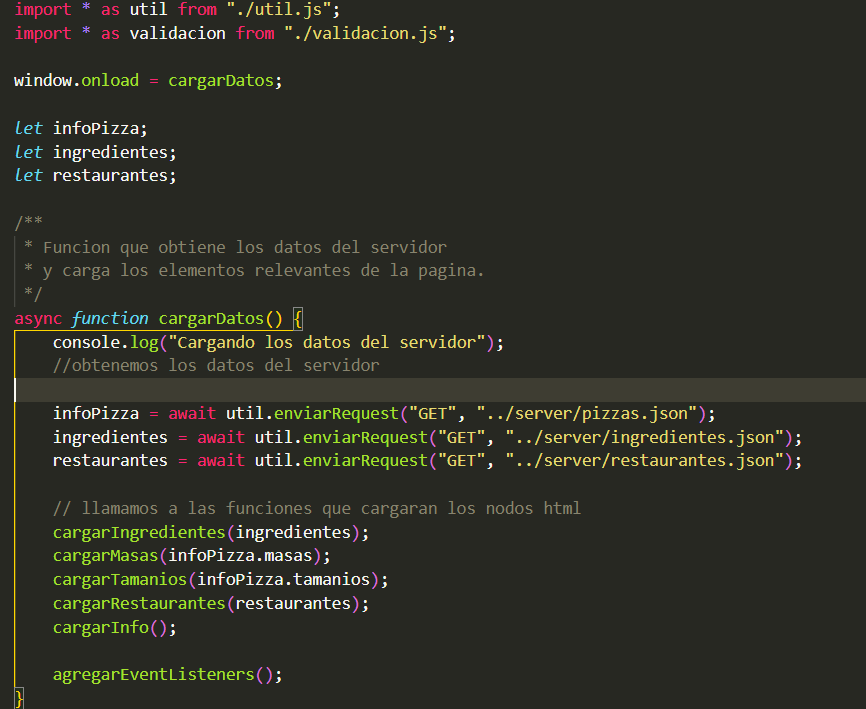 import * as util from "./util.js";
import * as validacion from "./validacion.js";
window.onload = cargarDatos;
let infoPizza;
let ingredientes;
let restaurantes;
/**
 * Funcion que obtiene los datos del servidor
 * y carga los elementos relevantes de la pagina.
 */
async function cargarDatos() {
    console.log("Cargando los datos del servidor");
    //obtenemos los datos del servidor
    infoPizza = await util.enviarRequest("GET", "../server/pizzas.json");
    ingredientes = await util.enviarRequest("GET", "../server/ingredientes.json");
    restaurantes = await util.enviarRequest("GET", "../server/restaurantes.json");
    // llamamos a las funciones que cargaran los nodos html
    cargarIngredientes(ingredientes);
    cargarMasas(infoPizza.masas);
    cargarTamanios(infoPizza.tamanios);
    cargarRestaurantes(restaurantes);
    cargarInfo();
    agregarEventListeners();
}